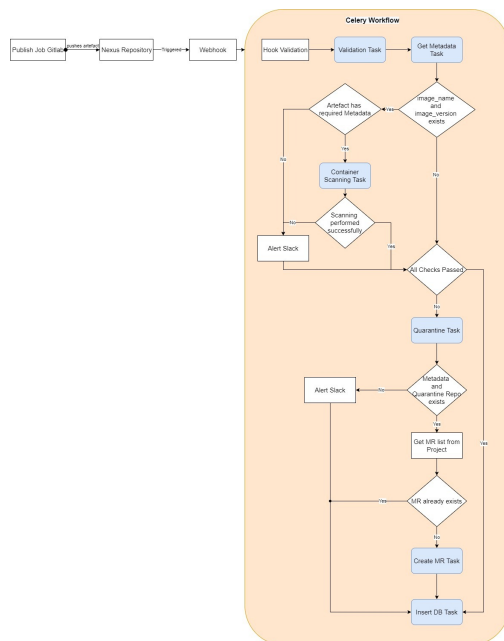 Celery Workflow
Publish Job Gitlab
pushes artefact
Nexus Repository
Triggered
Webhook
Hook Validation
Validation Task
Get Metadata
Task
image_name
and
image_version
exists
Yes
Artefact has
required Metadata
Yes
No
No
Container
Scanning Task
Scanning
performed
successfully
No
Yes
Alert Slack
All Checks Passed
No
Yes
Quarantine Task
Metadata
and
Quarantine Repo
exists
No
Alert Slack
Yes
Get MR list from
Project
MR already exists
Yes
No
Create MR Task
Insert DB Task